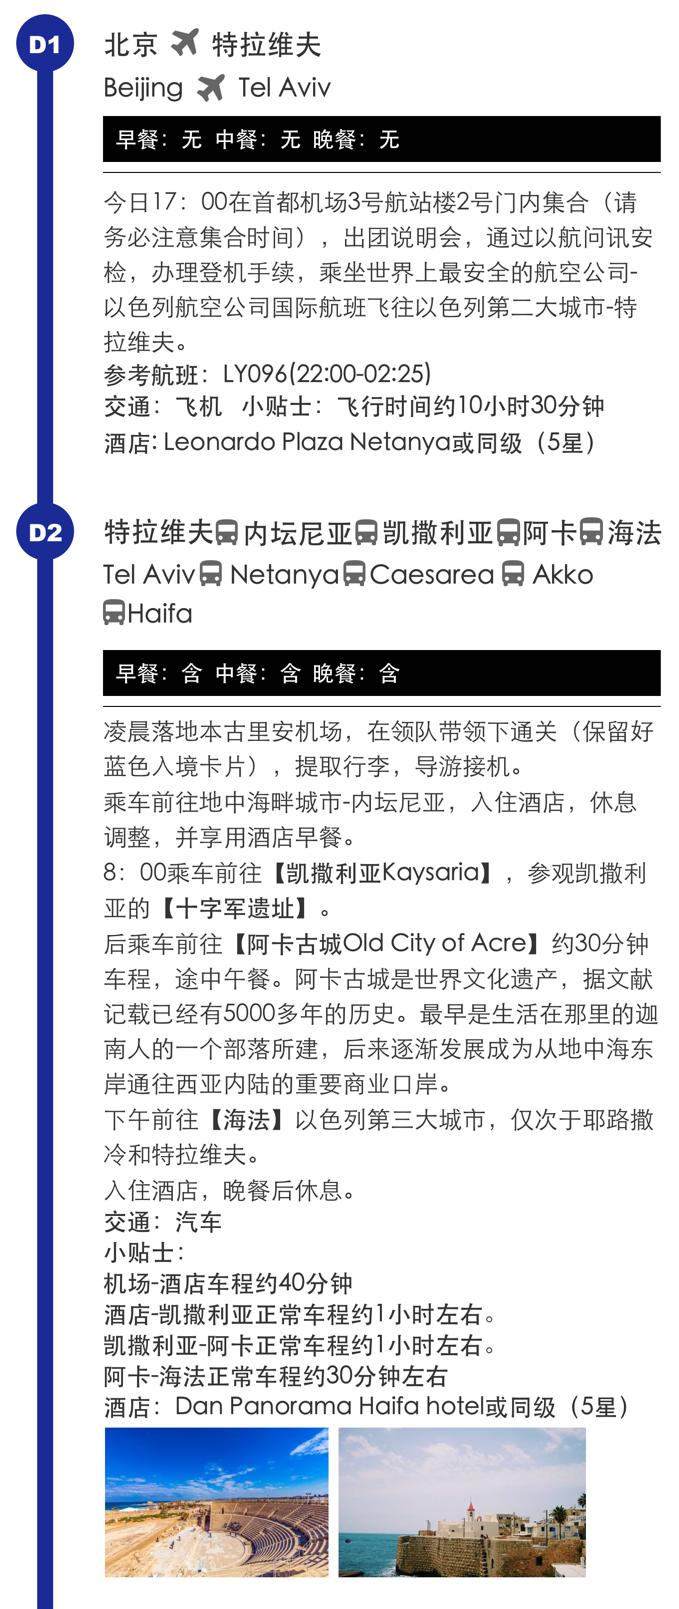 D1
北京 特拉维夫
Beijing Tel Aviv
早餐：无 中餐：无 晚餐：无
今日17：00在首都机场3号航站楼2号门内集合（请
务必注意集合时间），出团说明会，通过以航问讯安
检，办理登机手续，乘坐世界上最安全的航空公司-
以色列航空公司国际航班飞往以色列第二大城市-特
拉维夫。
参考航班：LY096(22:00-02:25)
交通：飞机 小贴士：飞行时间约10小时30分钟
酒店: Leonardo Plaza Netanya或同级（5星）
D2
特拉维夫 内坛尼亚 凯撒利亚 阿卡 海法
Tel Aviv Netanya Caesarea Akko
Haifa
早餐：含 中餐：含 晚餐：含
凌晨落地本古里安机场，在领队带领下通关（保留好
蓝色入境卡片），提取行李，导游接机。
乘车前往地中海畔城市-内坛尼亚，入住酒店，休息
调整，并享用酒店早餐。
8：00乘车前往【凯撒利亚Kaysaria】，参观凯撒利
亚的【十字军遗址】。
后乘车前往【阿卡古城Old City of Acre】约30分钟
车程，途中午餐。阿卡古城是世界文化遗产，据文献
记载已经有5000多年的历史。最早是生活在那里的迦
南人的一个部落所建，后来逐渐发展成为从地中海东
岸通往西亚内陆的重要商业口岸。
下午前往【海法】以色列第三大城市，仅次于耶路撒
冷和特拉维夫。
入住酒店，晚餐后休息。
交通：汽车
小贴士：
机场-酒店车程约40分钟
酒店-凯撒利亚正常车程约1小时左右。
凯撒利亚-阿卡正常车程约1小时左右。
阿卡-海法正常车程约30分钟左右
酒店：Dan Panorama Haifa hotel或同级（5星）